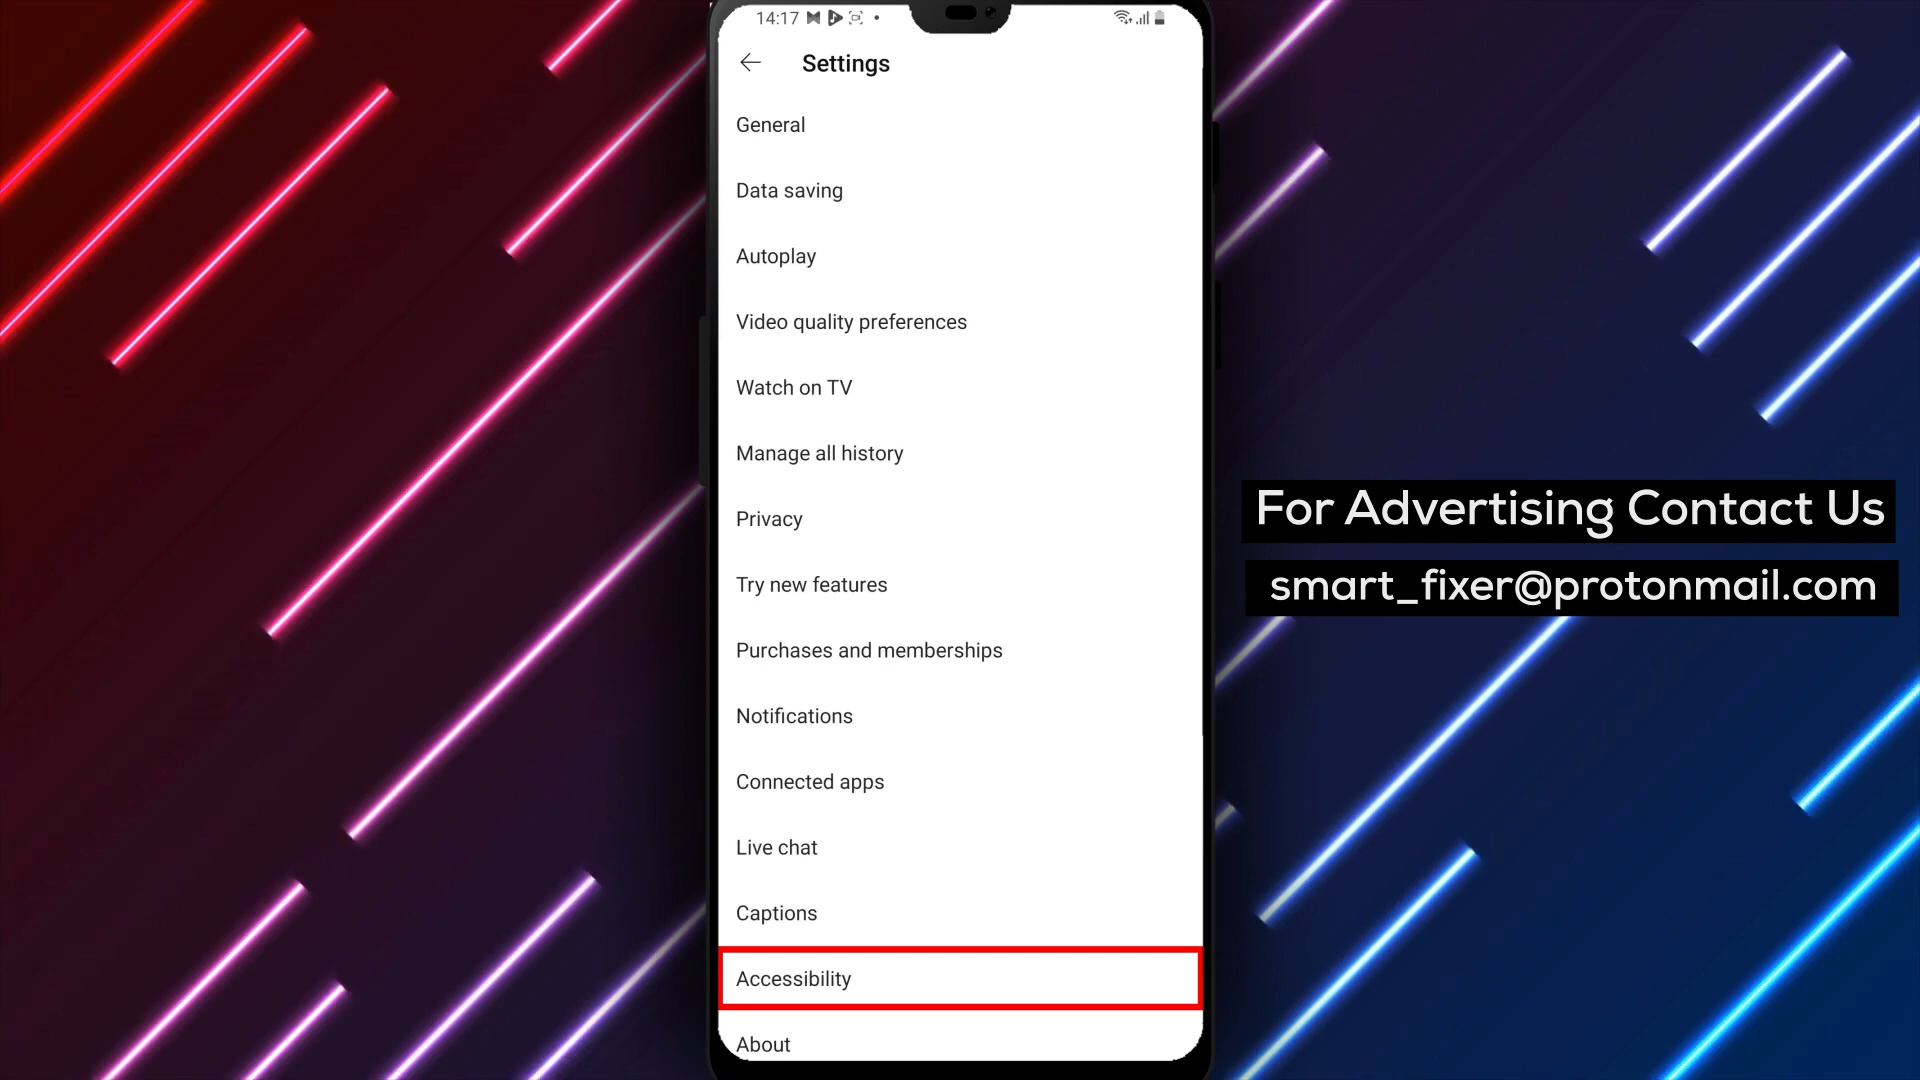 14:17
Settings
General
Data saving
Autoplay
Video quality preferences
Watch on TV
Manage all history
Privacy
Try new features
Purchases and memberships
Notifications
Connected apps
Live chat
Captions
Accessibility
About
For Advertising Contact Us
smart_fixer@protonmail.com